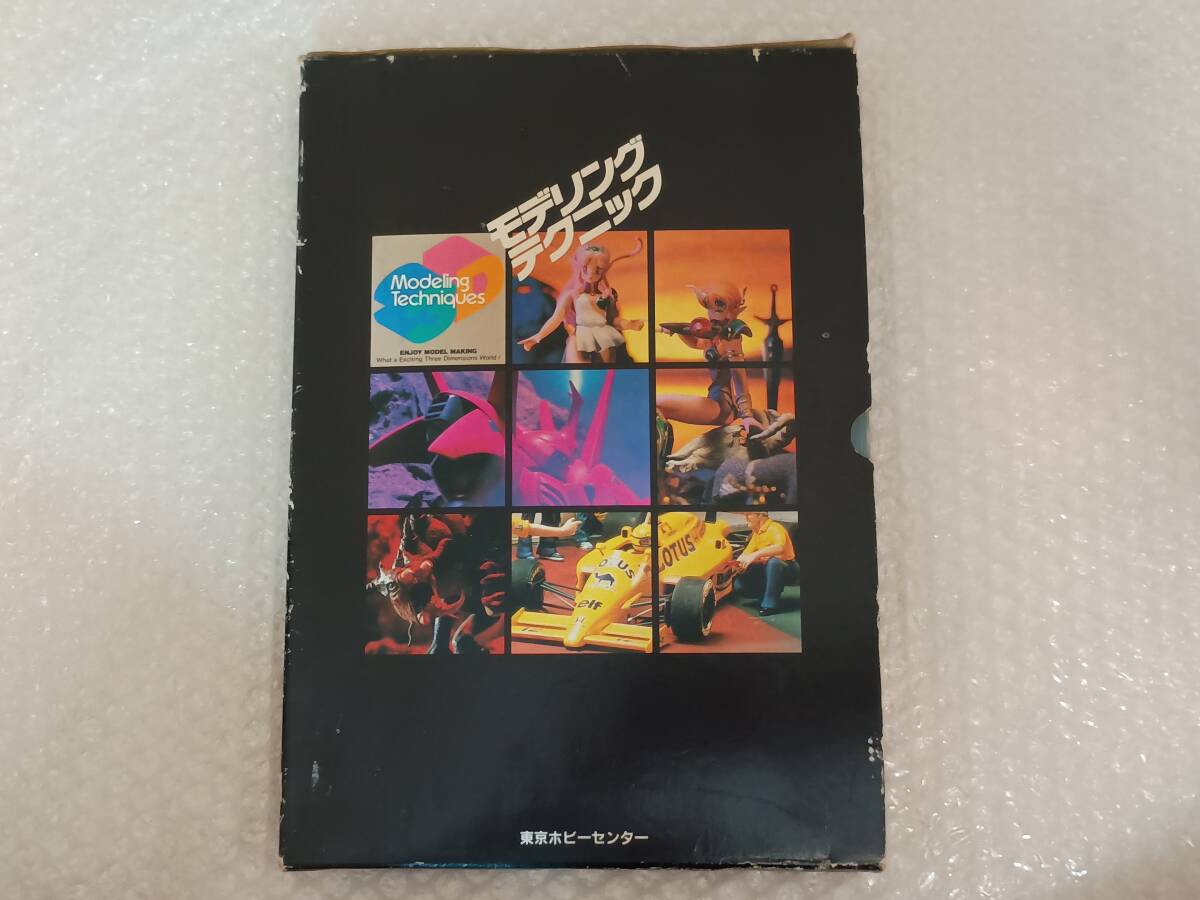 モデリング
テクニック
Modeling
Techniques
ENJOY MODEL MAKING
What a Exciting Three Dimensions World!
LOTUS
elf
LOTUS
東京ホビーセンター